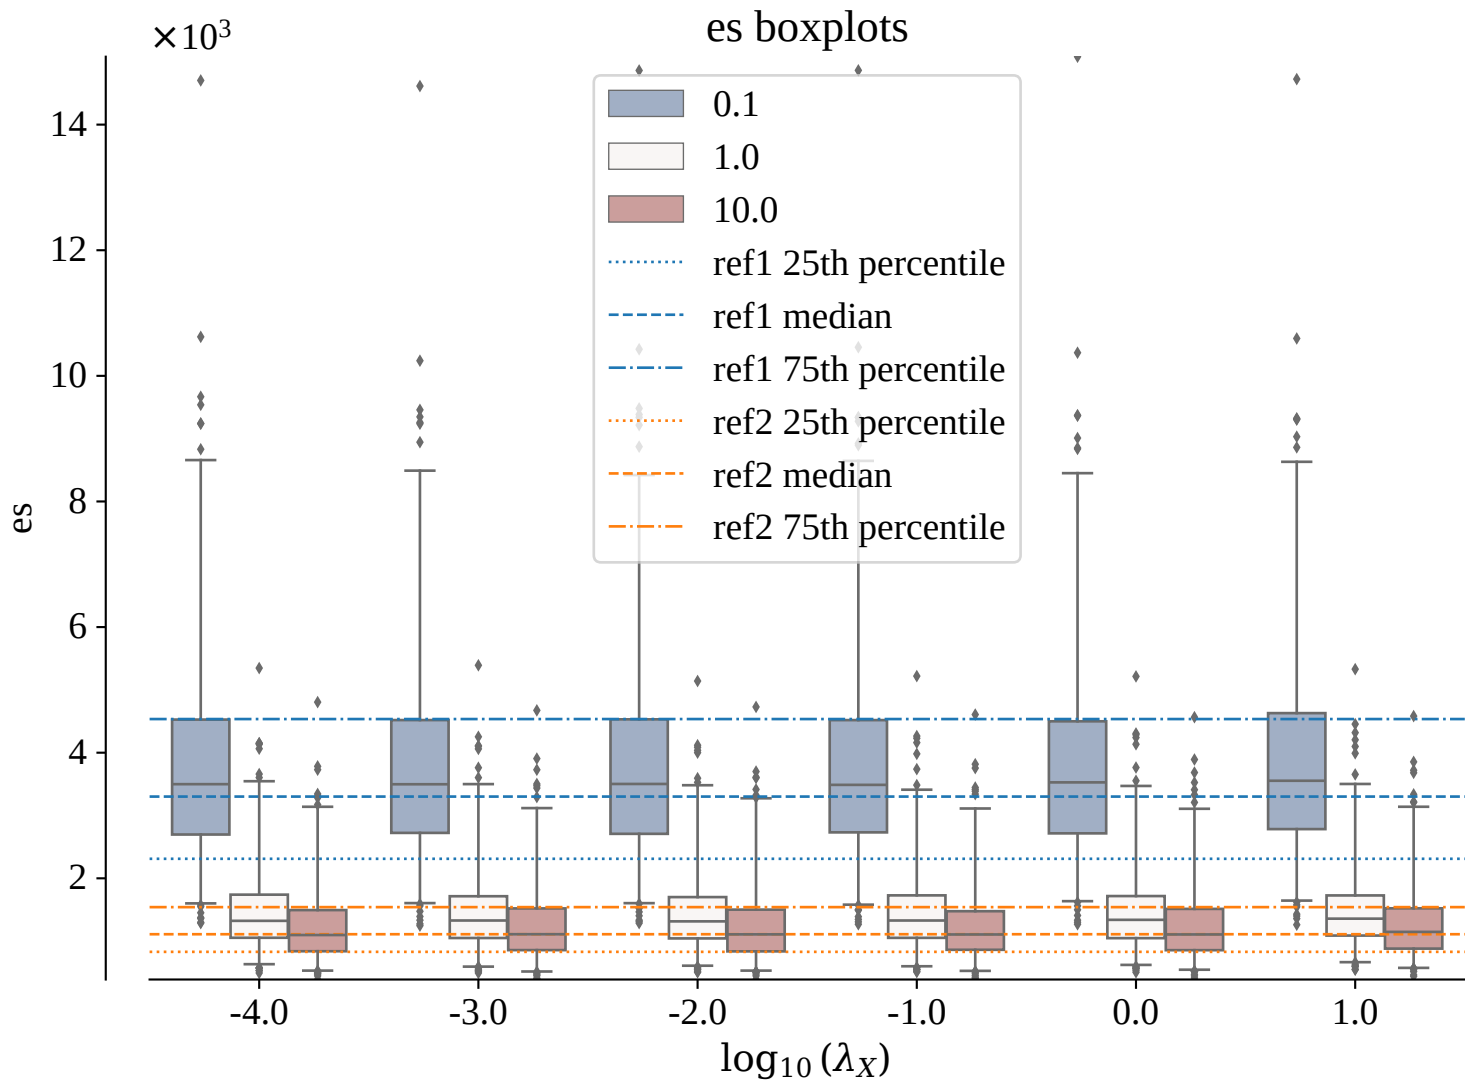 es boxplots
×10³
14
12
10
8
6
4
2
es
0.1
1.0
10.0
ref1 25th percentile
ref1 median
ref1 75th percentile
ref2 25th percentile
ref2 median
ref2 75th percentile
-4.0
-3.0
-2.0
-1.0
0.0
1.0
log₁₀(λ_X)